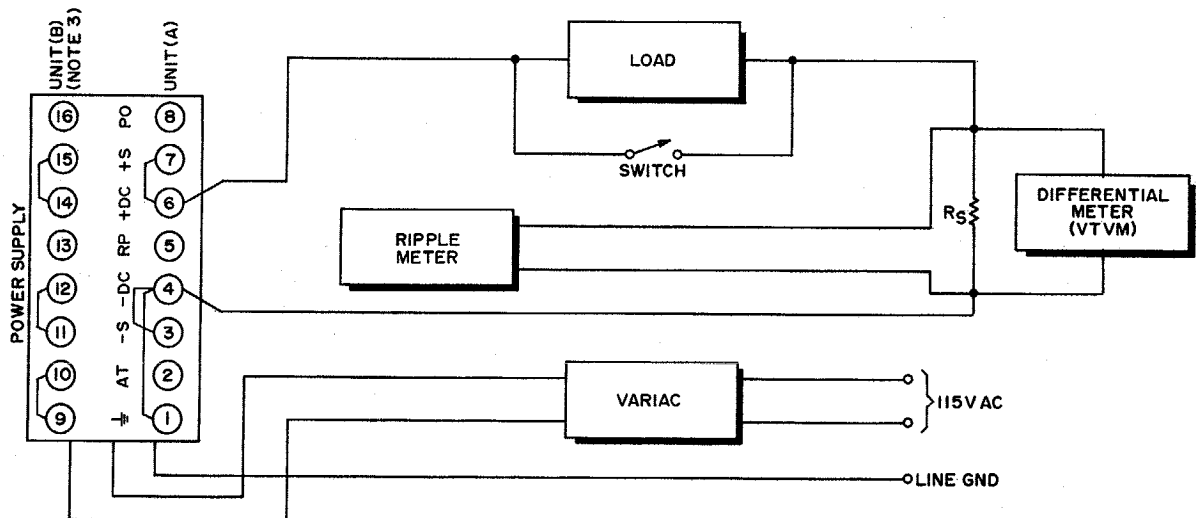 UNIT(B)
(NOTE 3)
UNIT(A)
POWER SUPPLY
16 PO 8
15 +S 7
14 +DC 6
13 RP 5
12 -DC 4
11 -S 3
10 AT 2
9 1
LOAD
SWITCH
RIPPLE
METER
RS
DIFFERENTIAL
METER
(VTVM)
VARIAC
115V AC
LINE GND